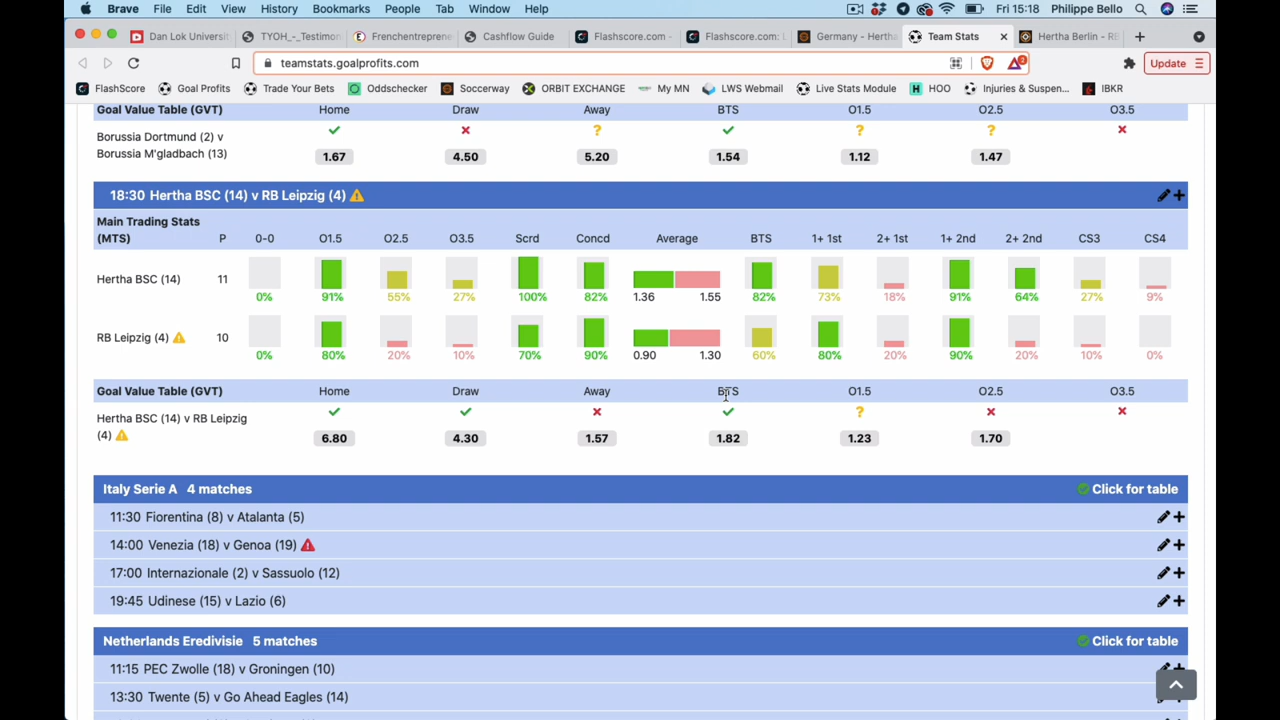 Brave File Edit View History Bookmarks People Tab Window Help Fri 15:18 Philippe Bello
Dan Lok Universi TYOH_-_Testimon Frenchentreprene Cashflow Guide Flashscore.com - Flashscore.com: L Germany - Hertha Team Stats Hertha Berlin - RB
teamstats.goalprofits.com 2 Update
FlashScore Goal Profits Trade Your Bets Oddschecker Soccerway ORBIT EXCHANGE My MN LWS Webmail Live Stats Module HOO Injuries & Suspen... IBKR
Goal Value Table (GVT) Home Draw Away BTS O1.5 O2.5 O3.5
Borussia Dortmund (2) v
Borussia M'gladbach (13) 1.67 4.50 5.20 1.54 1.12 1.47
18:30 Hertha BSC (14) v RB Leipzig (4)
Main Trading Stats
(MTS) P 0-0 O1.5 O2.5 O3.5 Scrd Concd Average BTS 1+ 1st 2+ 1st 1+ 2nd 2+ 2nd CS3 CS4
Hertha BSC (14) 11
0% 91% 55% 27% 100% 82% 1.36 1.55 82% 73% 18% 91% 64% 27% 9%
RB Leipzig (4) 10
0% 80% 20% 10% 70% 90% 0.90 1.30 60% 80% 20% 90% 20% 10% 0%
Goal Value Table (GVT) Home Draw Away BTS O1.5 O2.5 O3.5
Hertha BSC (14) v RB Leipzig
(4) 6.80 4.30 1.57 1.82 1.23 1.70
Italy Serie A 4 matches Click for table
11:30 Fiorentina (8) v Atalanta (5)
14:00 Venezia (18) v Genoa (19)
17:00 Internazionale (2) v Sassuolo (12)
19:45 Udinese (15) v Lazio (6)
Netherlands Eredivisie 5 matches Click for table
11:15 PEC Zwolle (18) v Groningen (10)
13:30 Twente (5) v Go Ahead Eagles (14)